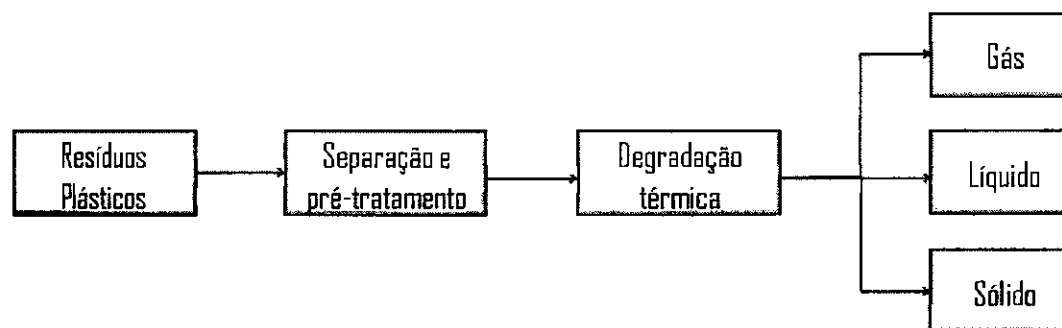 Resíduos
Plásticos
Separação e
pré-tratamento
Degradação
térmica
Gás
Líquido
Sólido